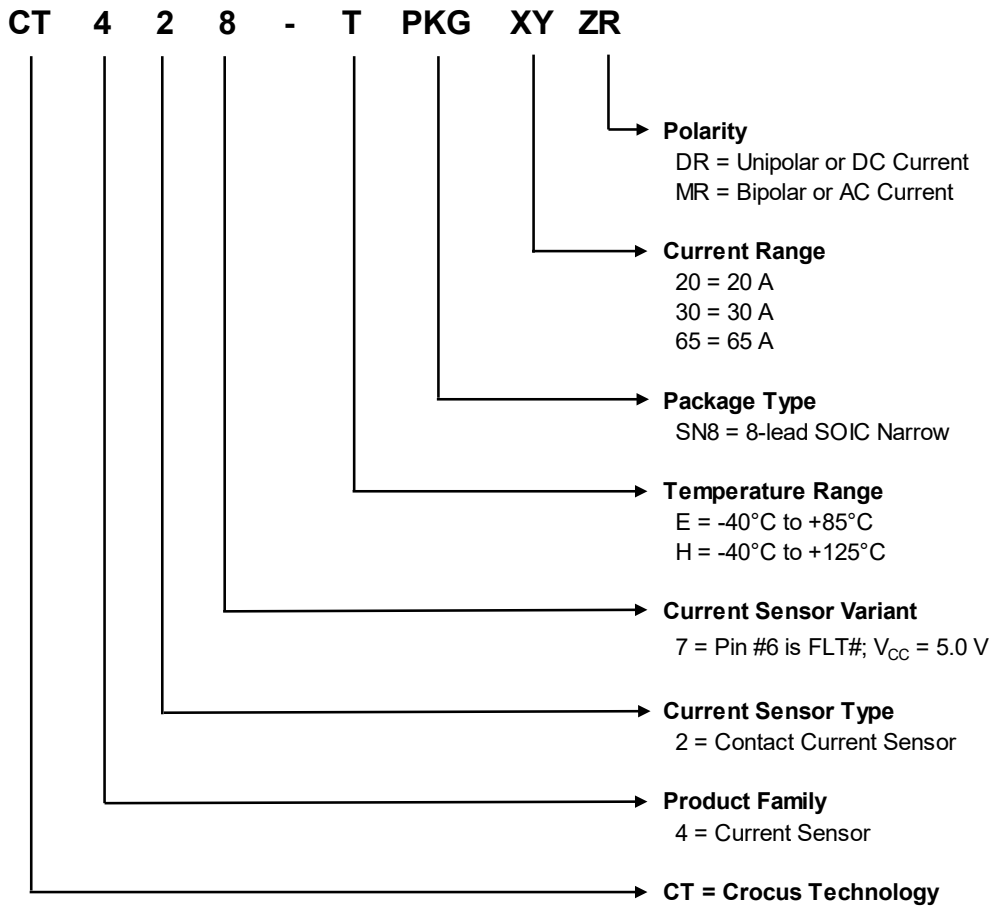 CT 4 2 8 - T PKG XY ZR
Polarity
DR = Unipolar or DC Current
MR = Bipolar or AC Current
Current Range
20 = 20 A
30 = 30 A
65 = 65 A
Package Type
SN8 = 8-lead SOIC Narrow
Temperature Range
E = -40°C to +85°C
H = -40°C to +125°C
Current Sensor Variant
7 = Pin #6 is FLT#; VCC = 5.0 V
Current Sensor Type
2 = Contact Current Sensor
Product Family
4 = Current Sensor
CT = Crocus Technology